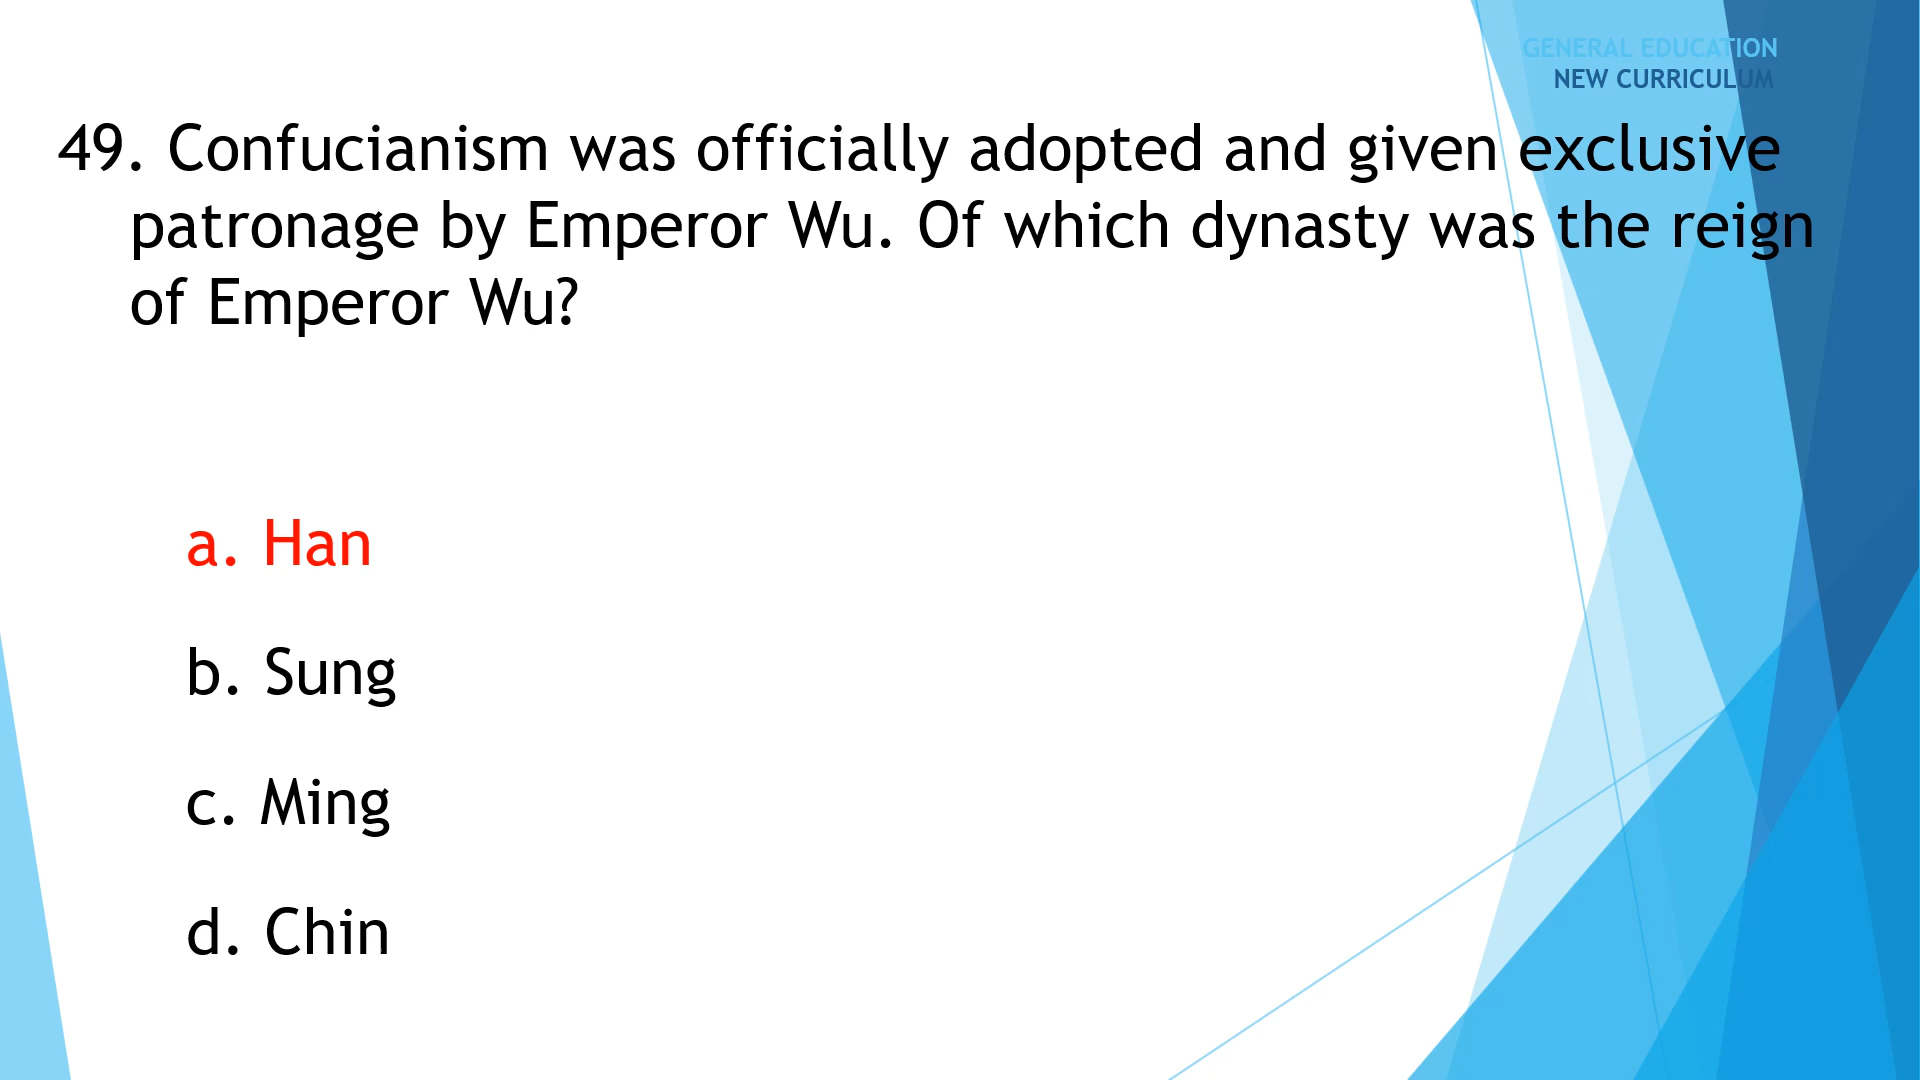 GENERAL EDUCATION
NEW CURRICULUM
49. Confucianism was officially adopted and given exclusive
patronage by Emperor Wu. Of which dynasty was the reign
of Emperor Wu?
a. Han
b. Sung
c. Ming
d. Chin